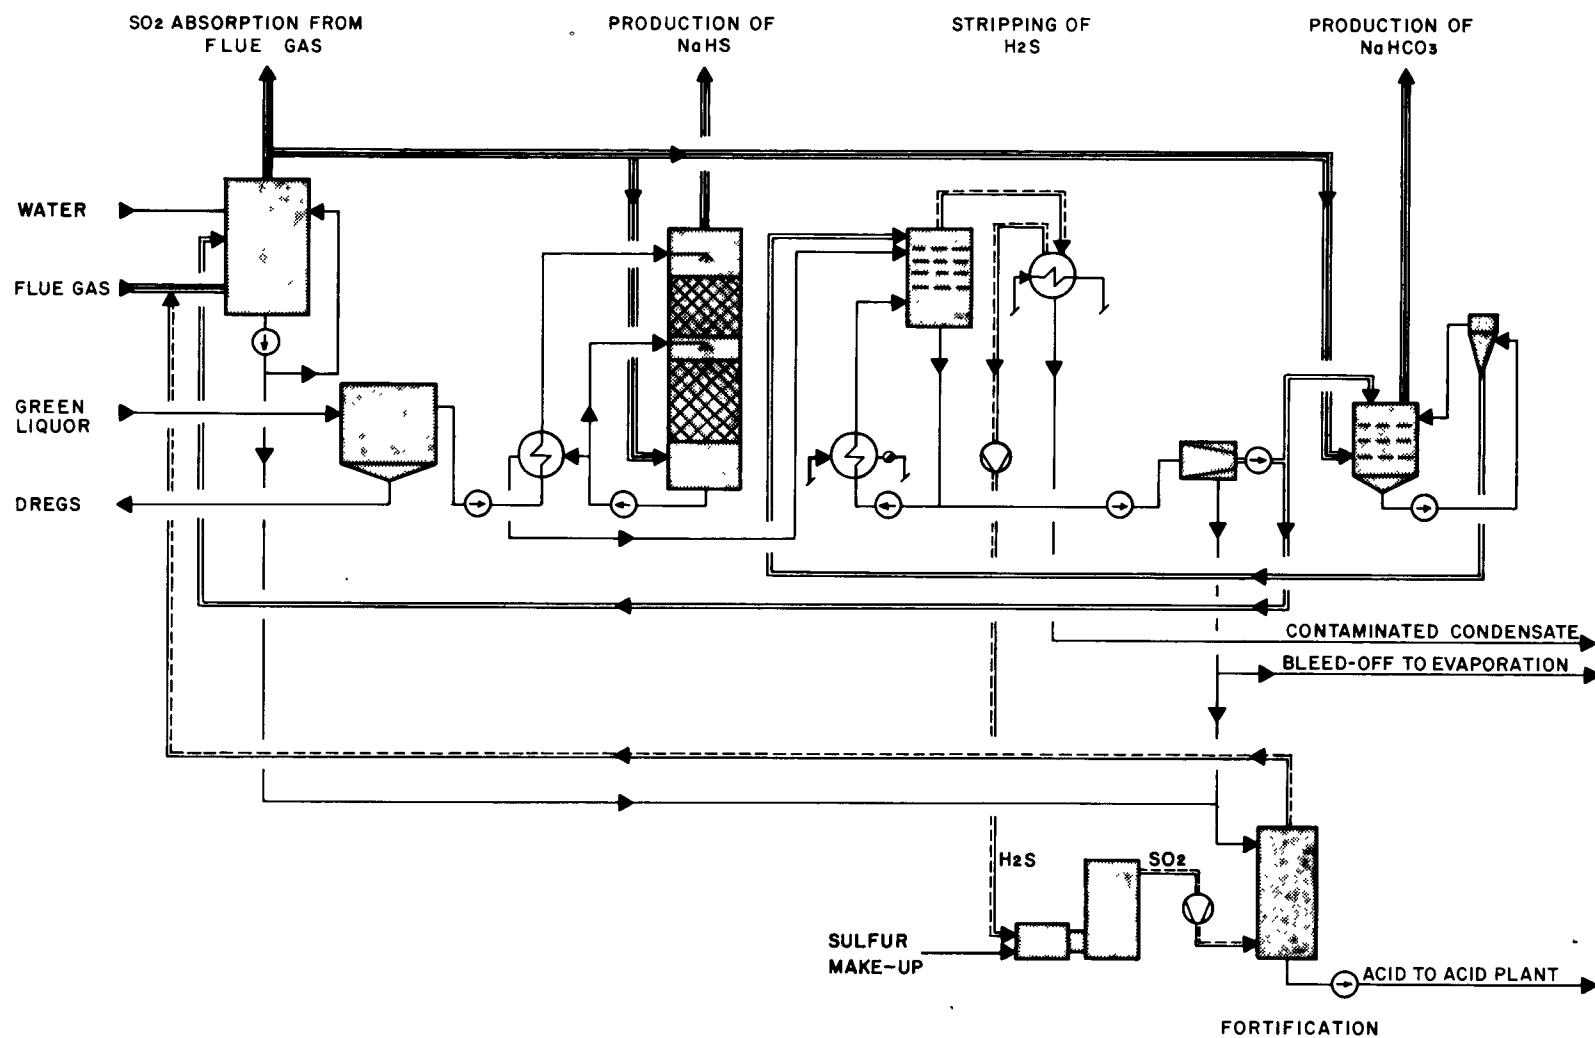 SO2 ABSORPTION FROM
FLUE GAS
PRODUCTION OF
NaHS
STRIPPING OF
H2S
PRODUCTION OF
NaHCO3
WATER
FLUE GAS
GREEN
LIQUOR
DREGS
CONTAMINATED CONDENSATE
BLEED-OFF TO EVAPORATION
H2S
SO2
SULFUR
MAKE-UP
ACID TO ACID PLANT
FORTIFICATION